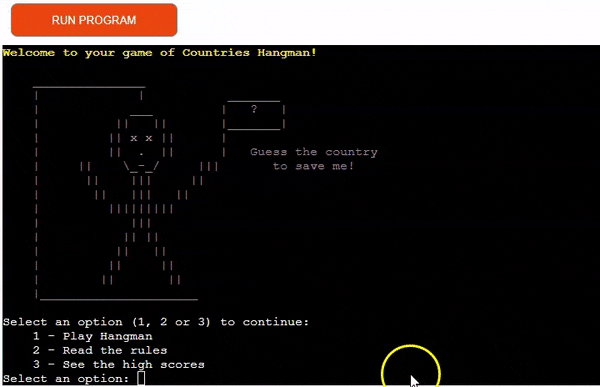 RUN PROGRAM
Welcome to your game of Countries Hangman!
?
x x
Guess the country
to save me!
Select an option (1, 2 or 3) to continue:
1 - Play Hangman
2 - Read the rules
3 - See the high scores
Select an option: